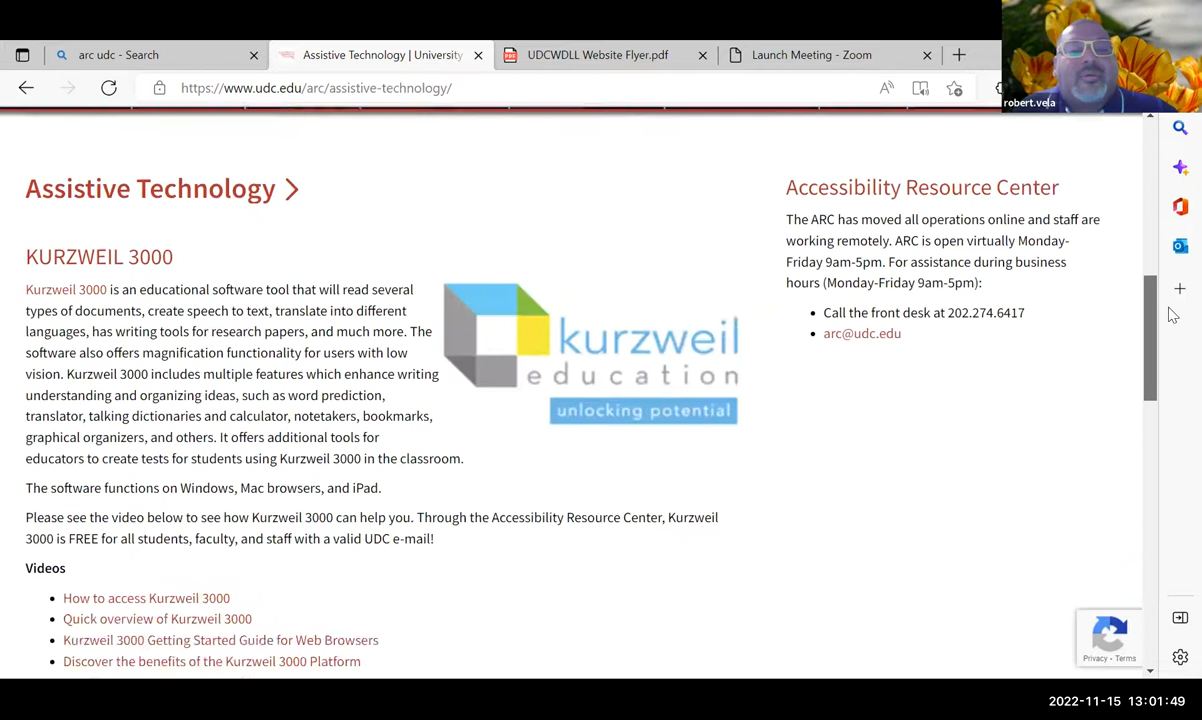 arc udc - Search
Assistive Technology | University
UDCWDLL Website Flyer.pdf
Launch Meeting - Zoom
https://www.udc.edu/arc/assistive-technology/
robert.vela
Assistive Technology
KURZWEIL 3000
Kurzweil 3000 is an educational software tool that will read several
types of documents, create speech to text, translate into different
languages, has writing tools for research papers, and much more. The
software also offers magnification functionality for users with low
vision. Kurzweil 3000 includes multiple features which enhance writing
understanding and organizing ideas, such as word prediction,
translator, talking dictionaries and calculator, notetakers, bookmarks,
graphical organizers, and others. It offers additional tools for
educators to create tests for students using Kurzweil 3000 in the classroom.
kurzweil
education
unlocking potential
The software functions on Windows, Mac browsers, and iPad.
Please see the video below to see how Kurzweil 3000 can help you. Through the Accessibility Resource Center, Kurzweil
3000 is FREE for all students, faculty, and staff with a valid UDC e-mail!
Videos
How to access Kurzweil 3000
Quick overview of Kurzweil 3000
Kurzweil 3000 Getting Started Guide for Web Browsers
Discover the benefits of the Kurzweil 3000 Platform
Accessibility Resource Center
The ARC has moved all operations online and staff are
working remotely. ARC is open virtually Monday-
Friday 9am-5pm. For assistance during business
hours (Monday-Friday 9am-5pm):
Call the front desk at 202.274.6417
arc@udc.edu
Privacy - Terms
2022-11-15 13:01:49